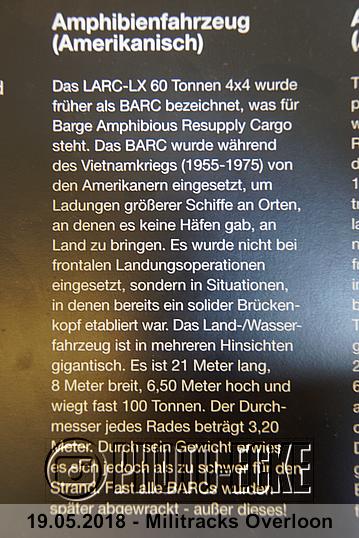 Amphibienfahrzeug
(Amerikanisch)
Das LARC-LX 60 Tonnen 4x4 wurde
früher als BARC bezeichnet, was für
Barge Amphibious Resupply Cargo
steht. Das BARC wurde während
des Vietnamkriegs (1955-1975) von
den Amerikanern eingesetzt, um
Ladungen größerer Schiffe an Orten,
an denen es keine Häfen gab, an
Land zu bringen. Es wurde nicht bei
frontalen Landungsoperationen
eingesetzt, sondern in Situationen,
in denen bereits ein solider Brücken-
kopf etabliert war. Das Land-/Wasser-
fahrzeug ist in mehreren Hinsichten
gigantisch. Es ist 21 Meter lang,
8 Meter breit, 6,50 Meter hoch und
wiegt fast 100 Tonnen. Der Durch-
messer jedes Rades beträgt 3,20
Meter. Durch sein Gewicht erwies
es sich jedoch als zu schwer für den
Strand. Fast alle BARCs wurden
später abgewrackt - außer dieses!
19.05.2018 - Militracks Overloon